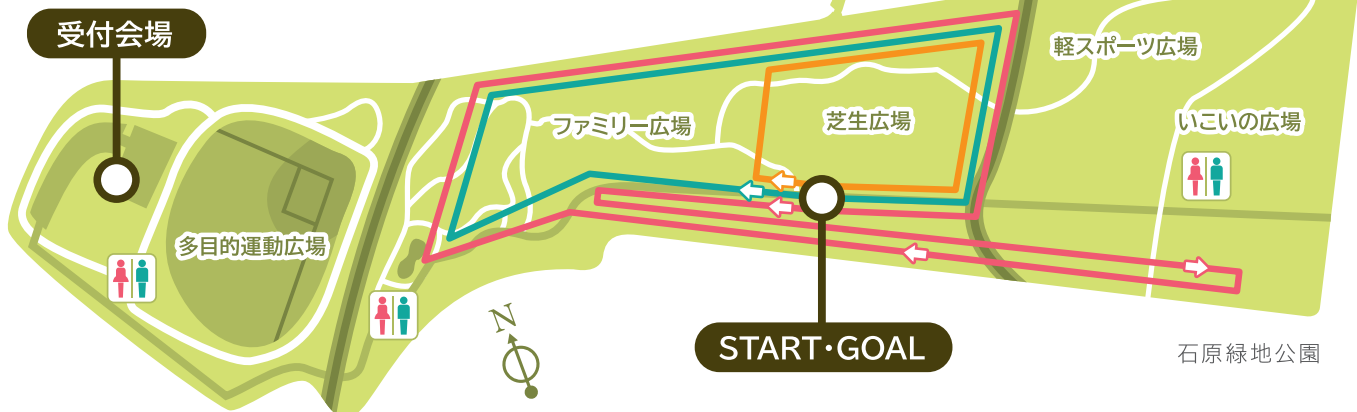 受付会場
軽スポーツ広場
ファミリー広場
芝生広場
いこいの広場
多目的運動広場
N
START・GOAL
石原緑地公園